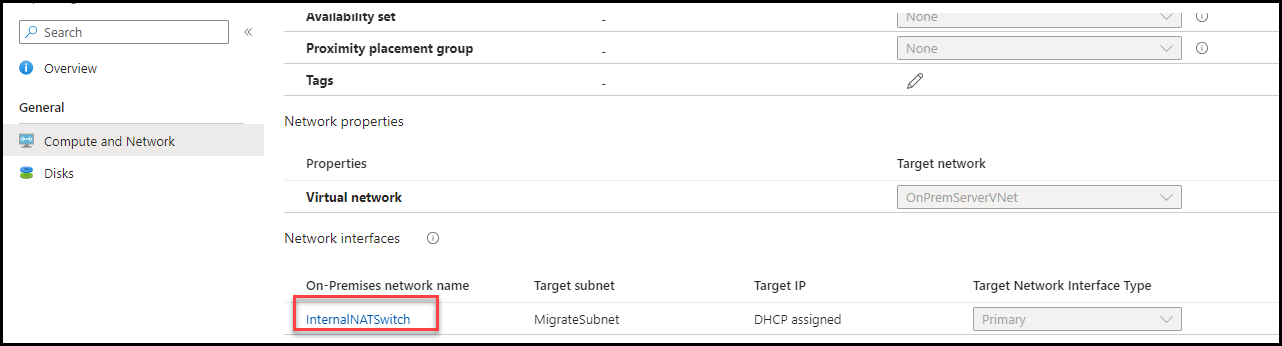 Search
Overview
General
Compute and Network
Disks
Availability set - None
Proximity placement group - None
Tags -
Network properties
Properties Target network
Virtual network OnPremServerVNet
Network interfaces
On-Premises network name Target subnet Target IP Target Network Interface Type
InternalNATSwitch MigrateSubnet DHCP assigned Primary